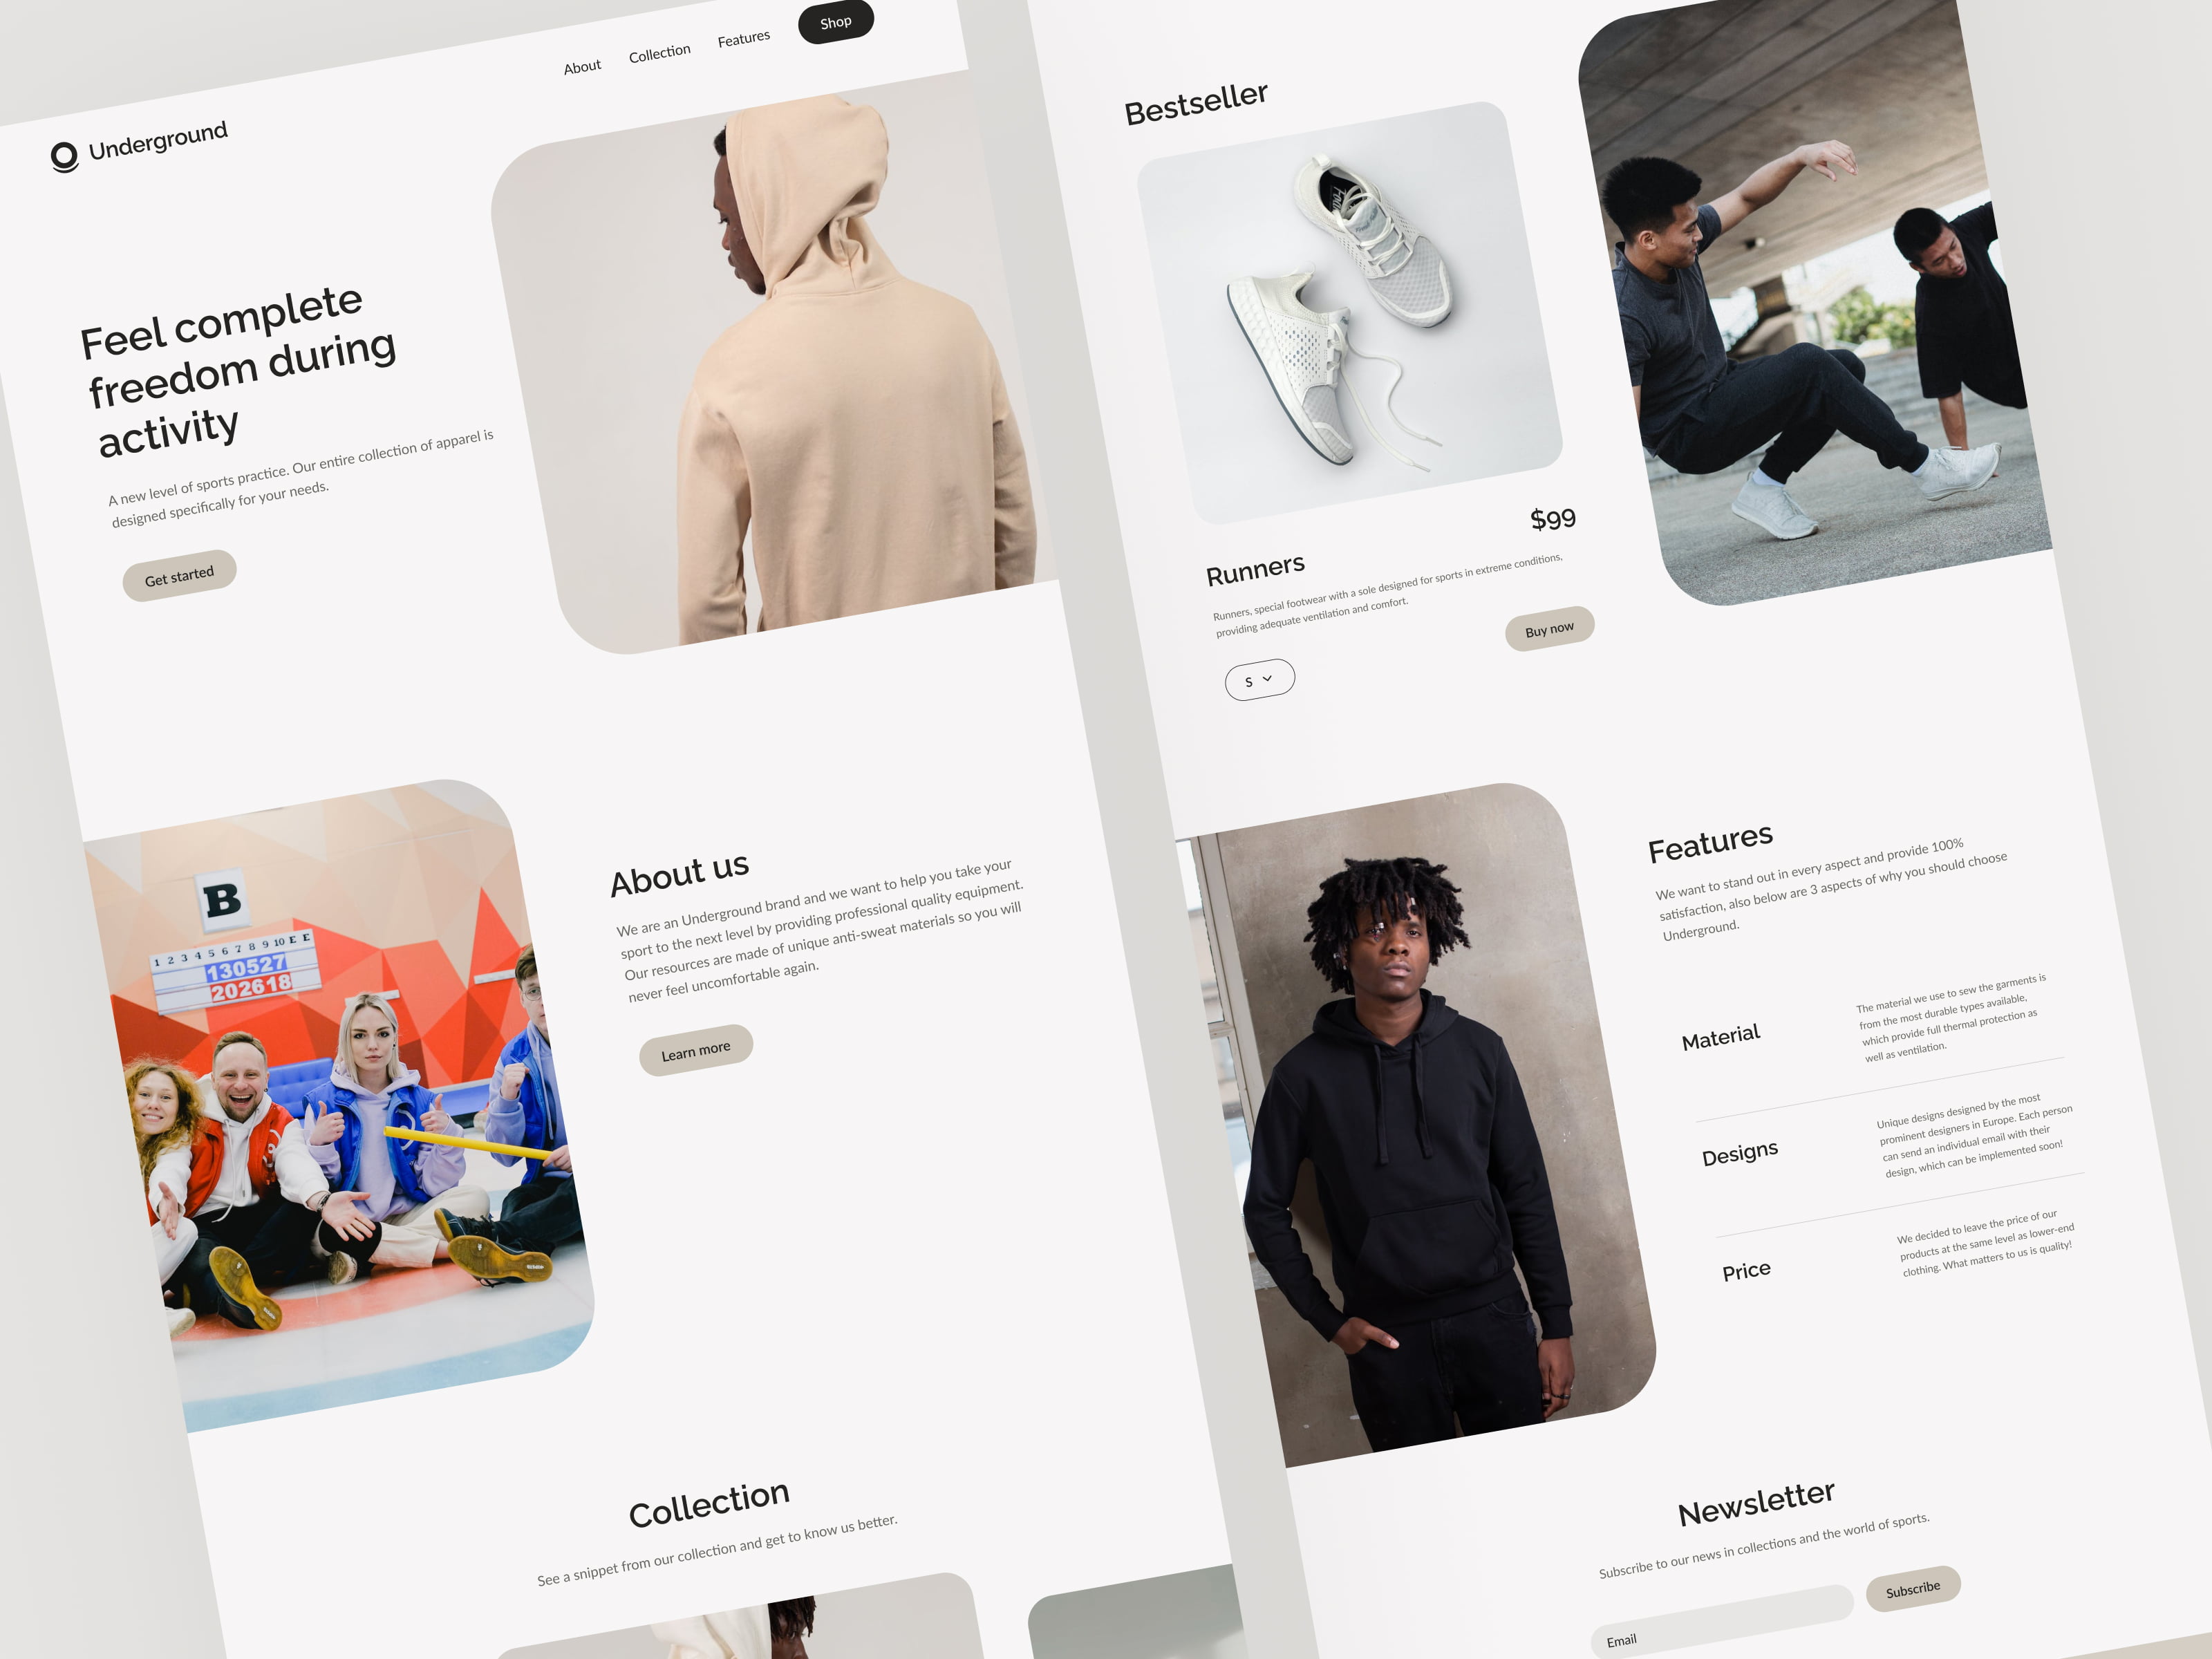 About
Collection
Features
Shop
Underground
Feel complete
freedom during
activity
A new level of sports practice. Our entire collection of apparel is
designed specifically for your needs.
Get started
B
1 2 3 4 5 6 7 8 9 10 E E
130527
202618
About us
We are an Underground brand and we want to help you take your
sport to the next level by providing professional quality equipment.
Our resources are made of unique anti-sweat materials so you will
never feel uncomfortable again.
Learn more
Collection
See a snippet from our collection and get to know us better.
Bestseller
$99
Runners
Runners, special footwear with a sole designed for sports in extreme conditions,
providing adequate ventilation and comfort.
Buy now
S
Features
We want to stand out in every aspect and provide 100%
satisfaction, also below are 3 aspects of why you should choose
Underground.
Material
The material we use to sew the garments is
from the most durable types available,
which provide full thermal protection as
well as ventilation.
Designs
Unique designs designed by the most
prominent designers in Europe. Each person
can send an individual email with their
design, which can be implemented soon!
Price
We decided to leave the price of our
products at the same level as lower-end
clothing. What matters to us is quality!
Newsletter
Subscribe to our news in collections and the world of sports.
Email
Subscribe